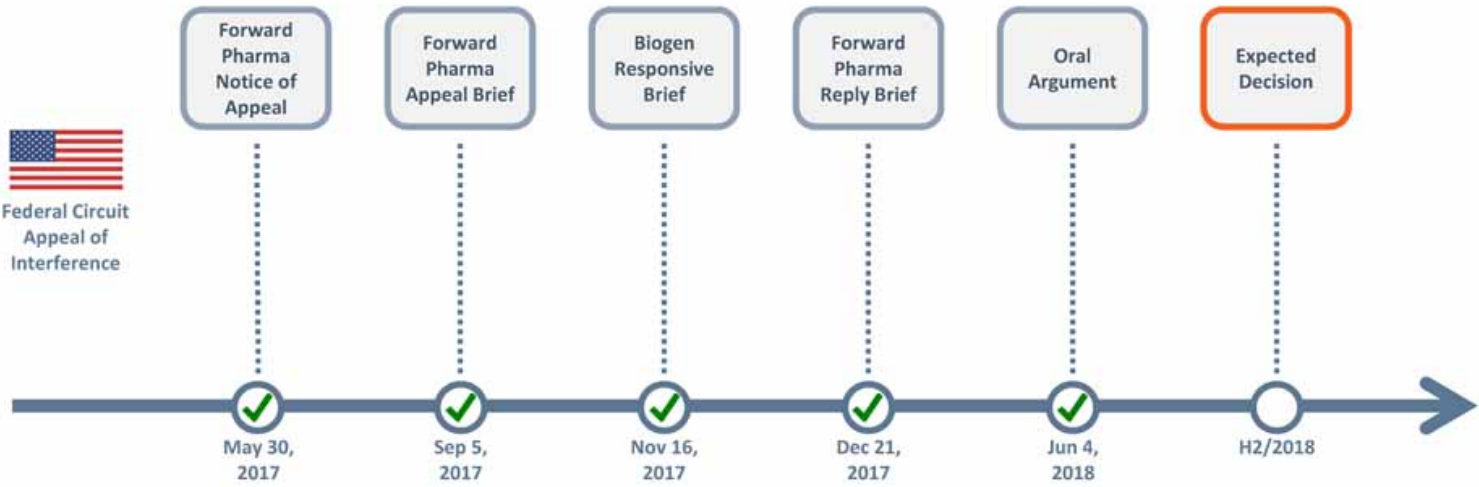 Forward
Pharma
Notice of
Appeal
Forward
Pharma
Appeal Brief
Biogen
Responsive
Brief
Forward
Pharma
Reply Brief
Oral
Argument
Expected
Decision
Federal Circuit
Appeal of
Interference
May 30,
2017
Sep 5,
2017
Nov 16,
2017
Dec 21,
2017
Jun 4,
2018
H2/2018